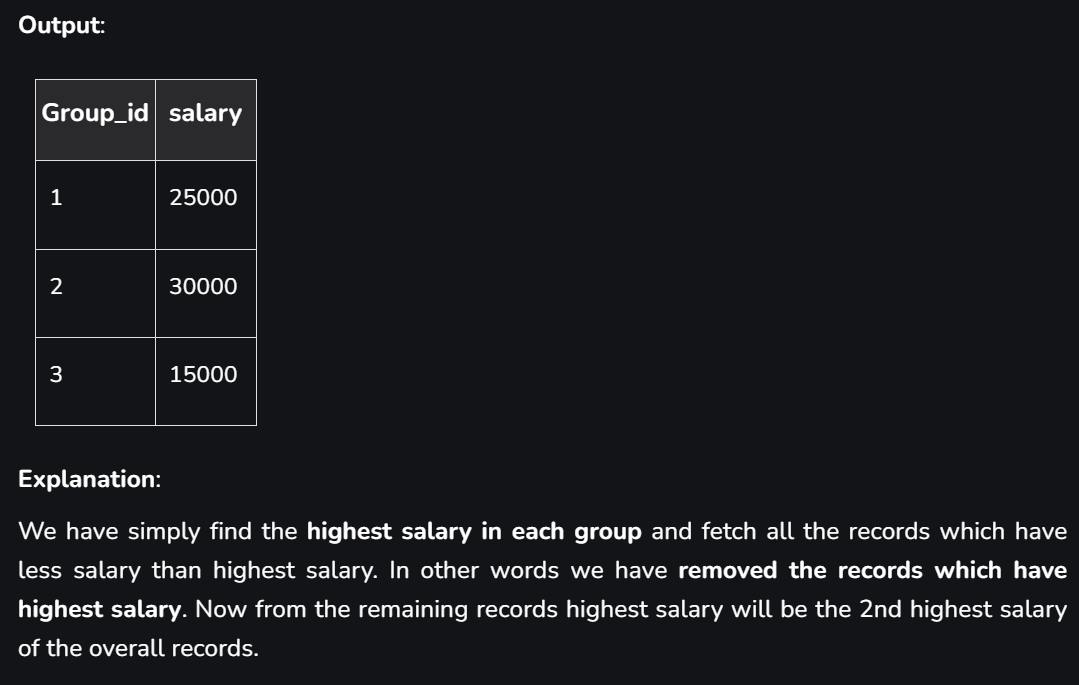 Output:
Group_id salary
1 25000
2 30000
3 15000
Explanation:
We have simply find the highest salary in each group and fetch all the records which have
less salary than highest salary. In other words we have removed the records which have
highest salary. Now from the remaining records highest salary will be the 2nd highest salary
of the overall records.